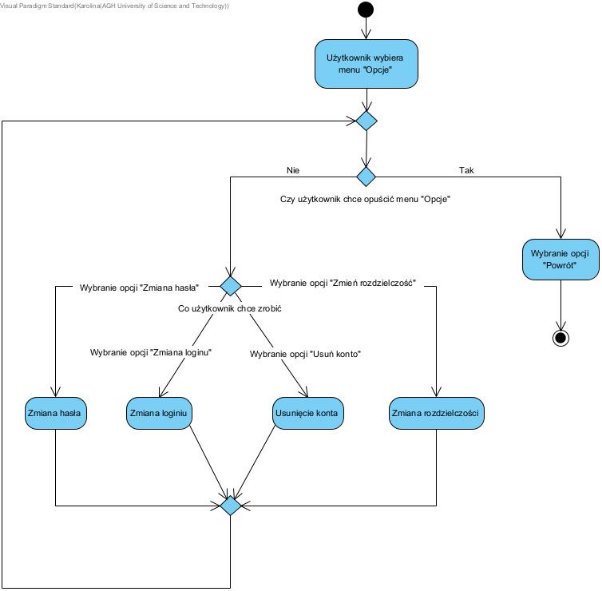 Visual Paradigm Standard(Karolina(AGH University of Science and Technology))
Użytkownik wybiera
menu "Opcje"
Nie
Tak
Czy użytkownik chce opuścić menu "Opcje"
Wybranie opcji
"Powrót"
Wybranie opcji "Zmiana hasła"
Wybranie opcji "Zmień rozdzielczość"
Co użytkownik chce zrobić
Wybranie opcji "Zmiana loginu"
Wybranie opcji "Usuń konto"
Zmiana hasła
Zmiana loginiu
Usunięcie konta
Zmiana rozdzielczości